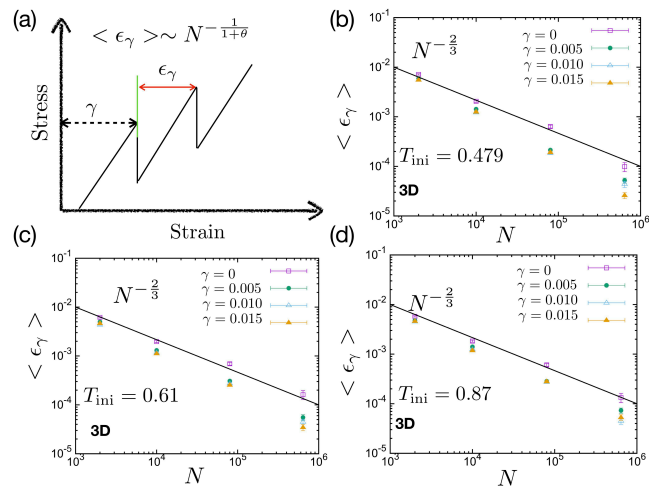 (a)
< ϵ_γ > ∼ N^{-\frac{1}{1+θ}}
ϵ_γ
γ
Stress
Strain
(b)
10^{-1}
10^{-2}
10^{-3}
10^{-4}
10^{-5}
10^3 10^4 10^5 10^6
< ϵ_γ >
N
N^{-\frac{2}{3}}
γ = 0
γ = 0.005
γ = 0.010
γ = 0.015
T_ini = 0.479
3D
(c)
10^{-1}
10^{-2}
10^{-3}
10^{-4}
10^{-5}
10^3 10^4 10^5 10^6
< ϵ_γ >
N
N^{-\frac{2}{3}}
γ = 0
γ = 0.005
γ = 0.010
γ = 0.015
T_ini = 0.61
3D
(d)
10^{-1}
10^{-2}
10^{-3}
10^{-4}
10^{-5}
10^3 10^4 10^5 10^6
< ϵ_γ >
N
N^{-\frac{2}{3}}
γ = 0
γ = 0.005
γ = 0.010
γ = 0.015
T_ini = 0.87
3D